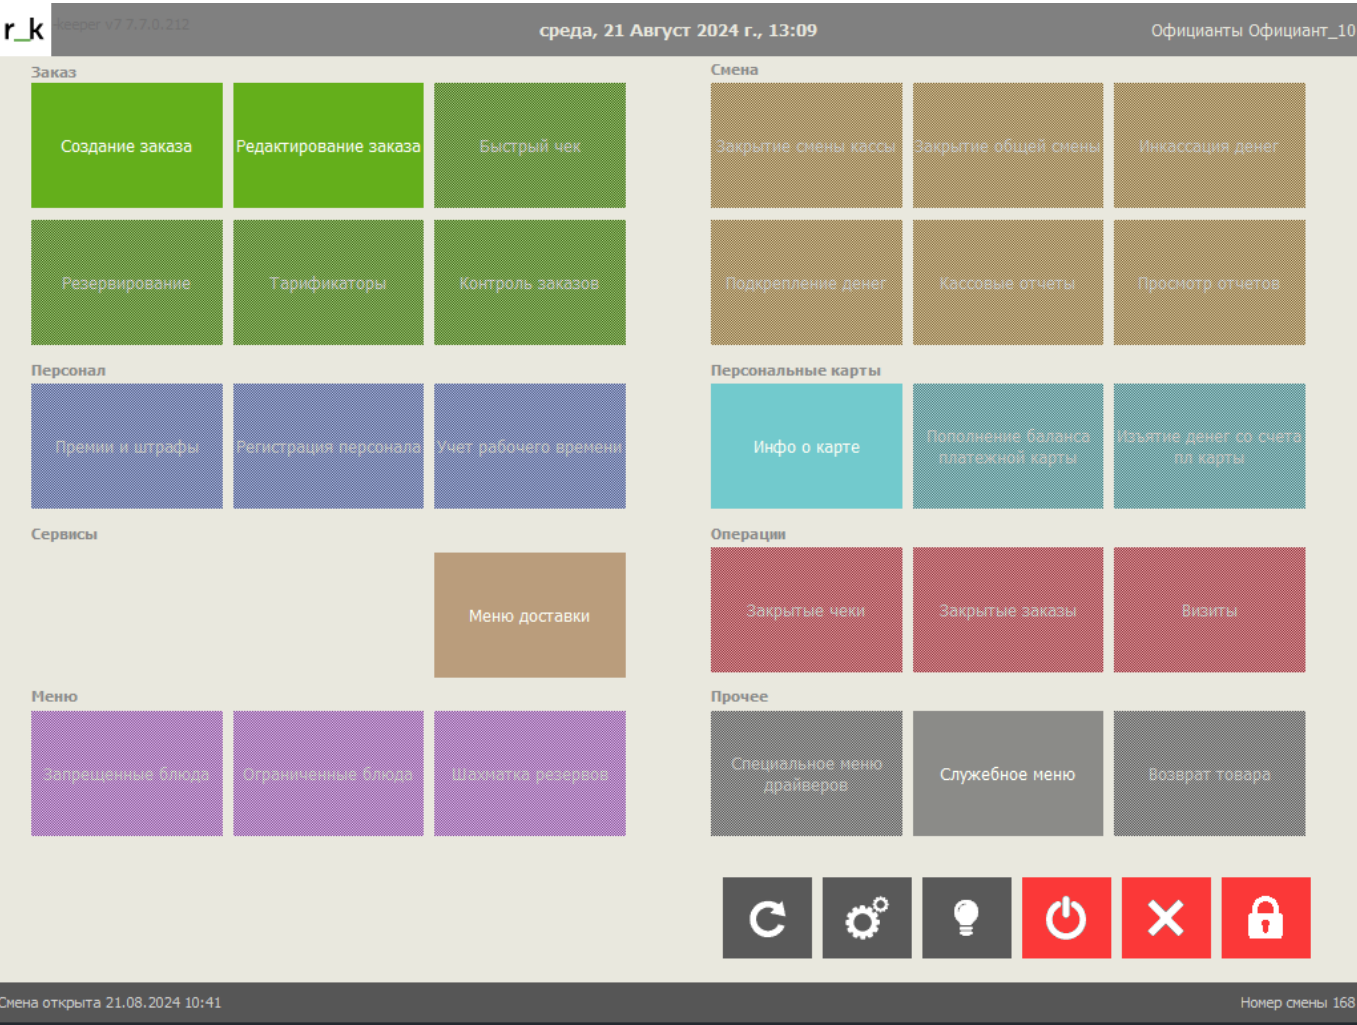 r_k
keeper v7 7.7.0.212
среда, 21 Август 2024 г., 13:09
Официанты Официант_10
Заказ
Создание заказа
Редактирование заказа
Быстрый чек
Резервирование
Тарификаторы
Контроль заказов
Смена
Закрытие смены кассы
Закрытие общей смены
Инкассация денег
Подкрепление денег
Кассовые отчеты
Просмотр отчетов
Персонал
Премии и штрафы
Регистрация персонала
Учет рабочего времени
Персональные карты
Инфо о карте
Пополнение баланса
платежной карты
Изъятие денег со счета
пл карты
Сервисы
Меню доставки
Операции
Закрытые чеки
Закрытые заказы
Визиты
Меню
Запрещенные блюда
Ограниченные блюда
Шахматка резервов
Прочее
Специальное меню
драйверов
Служебное меню
Возврат товара
Смена открыта 21.08.2024 10:41
Номер смены 168